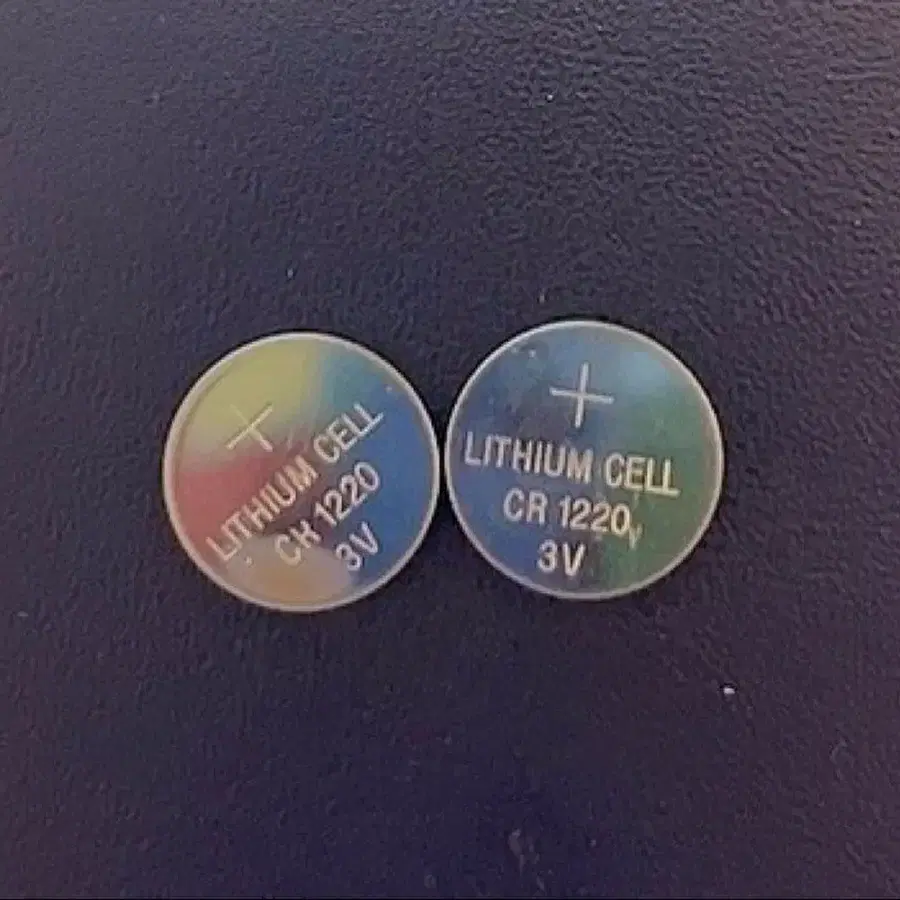 +
LITHIUM CELL
CR 1220
3V
+
LITHIUM CELL
CR 1220
3V